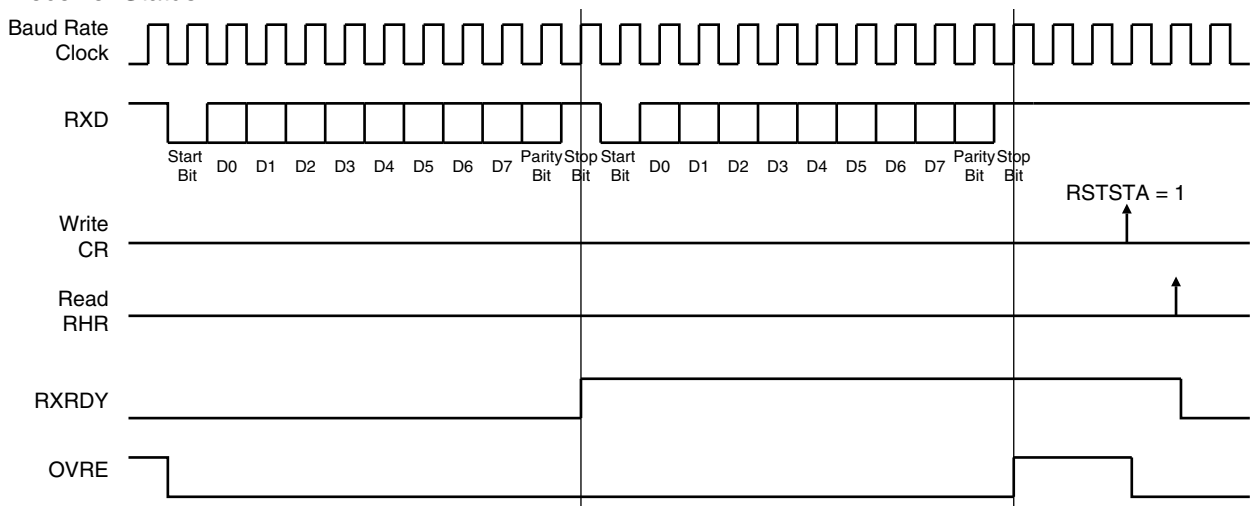 Baud Rate
Clock
RXD
Start
Bit
D0
D1
D2
D3
D4
D5
D6
D7
Parity
Bit
Stop
Bit
Start
Bit
D0
D1
D2
D3
D4
D5
D6
D7
Parity
Bit
Stop
Bit
RSTSTA = 1
Write
CR
Read
RHR
RXRDY
OVRE